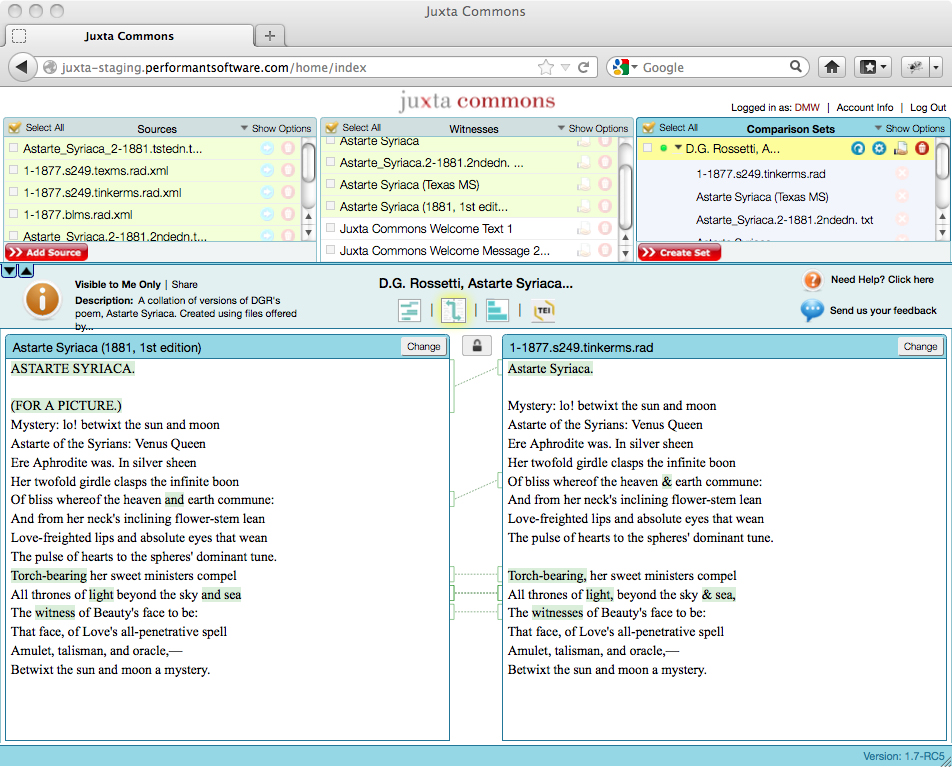 Juxta Commons
Juxta Commons
juxta-staging.performantsoftware.com/home/index
Google
juxta commons
Logged in as: DMW | Account Info | Log Out
Select All Sources Show Options
Astarte_Syriaca_2-1881.tstedn.t...
1-1877.s249.texms.rad.xml
1-1877.s249.tinkerms.rad.xml
1-1877.blms.rad.xml
Astarte_Syriaca.2-1881.2ndedn.t...
Add Source
Select All Witnesses Show Options
Astarte Syriaca
Astarte_Syriaca.2-1881.2ndedn. ...
Astarte Syriaca (Texas MS)
Astarte Syriaca (1881, 1st edit...
Juxta Commons Welcome Text 1
Juxta Commons Welcome Message 2...
Select All Comparison Sets Show Options
D.G. Rossetti, A...
1-1877.s249.tinkerms.rad
Astarte Syriaca (Texas MS)
Astarte_Syriaca.2-1881.2ndedn. txt
Create Set
Visible to Me Only | Share
Description: A collation of versions of DGR's
poem, Astarte Syriaca. Created using files offered
by...
D.G. Rossetti, Astarte Syriaca...
TEI
Need Help? Click here
Send us your feedback
Astarte Syriaca (1881, 1st edition) Change
ASTARTE SYRIACA.
(FOR A PICTURE.)
Mystery: lo! betwixt the sun and moon
Astarte of the Syrians: Venus Queen
Ere Aphrodite was. In silver sheen
Her twofold girdle clasps the infinite boon
Of bliss whereof the heaven and earth commune:
And from her neck's inclining flower-stem lean
Love-freighted lips and absolute eyes that wean
The pulse of hearts to the spheres' dominant tune.
Torch-bearing her sweet ministers compel
All thrones of light beyond the sky and sea
The witness of Beauty's face to be:
That face, of Love's all-penetrative spell
Amulet, talisman, and oracle,—
Betwixt the sun and moon a mystery.
1-1877.s249.tinkerms.rad Change
Astarte Syriaca.
Mystery: lo! betwixt the sun and moon
Astarte of the Syrians: Venus Queen
Ere Aphrodite was. In silver sheen
Her twofold girdle clasps the infinite boon
Of bliss whereof the heaven & earth commune:
And from her neck's inclining flower-stem lean
Love-freighted lips and absolute eyes that wean
The pulse of hearts to the spheres' dominant tune.
Torch-bearing, her sweet ministers compel
All thrones of light, beyond the sky & sea,
The witnesses of Beauty's face to be:
That face, of Love's all-penetrative spell
Amulet, talisman, and oracle,—
Betwixt the sun and moon a mystery.
Version: 1.7-RC5